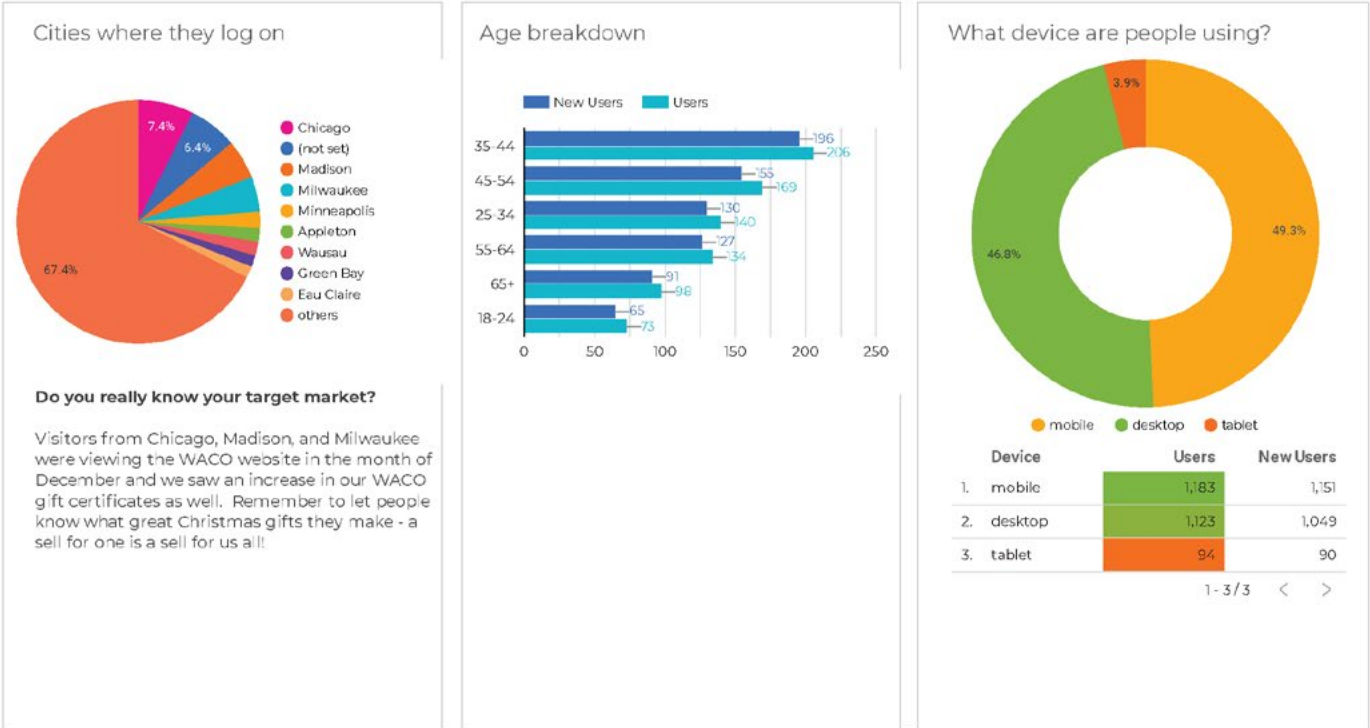 Cities where they log on
7.4%
6.4%
67.4%
Chicago
(not set)
Madison
Milwaukee
Minneapolis
Appleton
Wausau
Green Bay
Eau Claire
others
Do you really know your target market?
Visitors from Chicago, Madison, and Milwaukee
were viewing the WACO website in the month of
December and we saw an increase in our WACO
gift certificates as well. Remember to let people
know what great Christmas gifts they make - a
sell for one is a sell for us all!
Age breakdown
New Users Users
35-44 196 206
45-54 155 169
25-34 130 140
55-64 127 134
65+ 91 98
18-24 65 73
0 50 100 150 200 250
What device are people using?
3.9%
49.3%
46.8%
mobile desktop tablet
Device Users New Users
1. mobile 1,183 1,151
2. desktop 1,123 1,049
3. tablet 94 90
1 - 3 / 3 < >